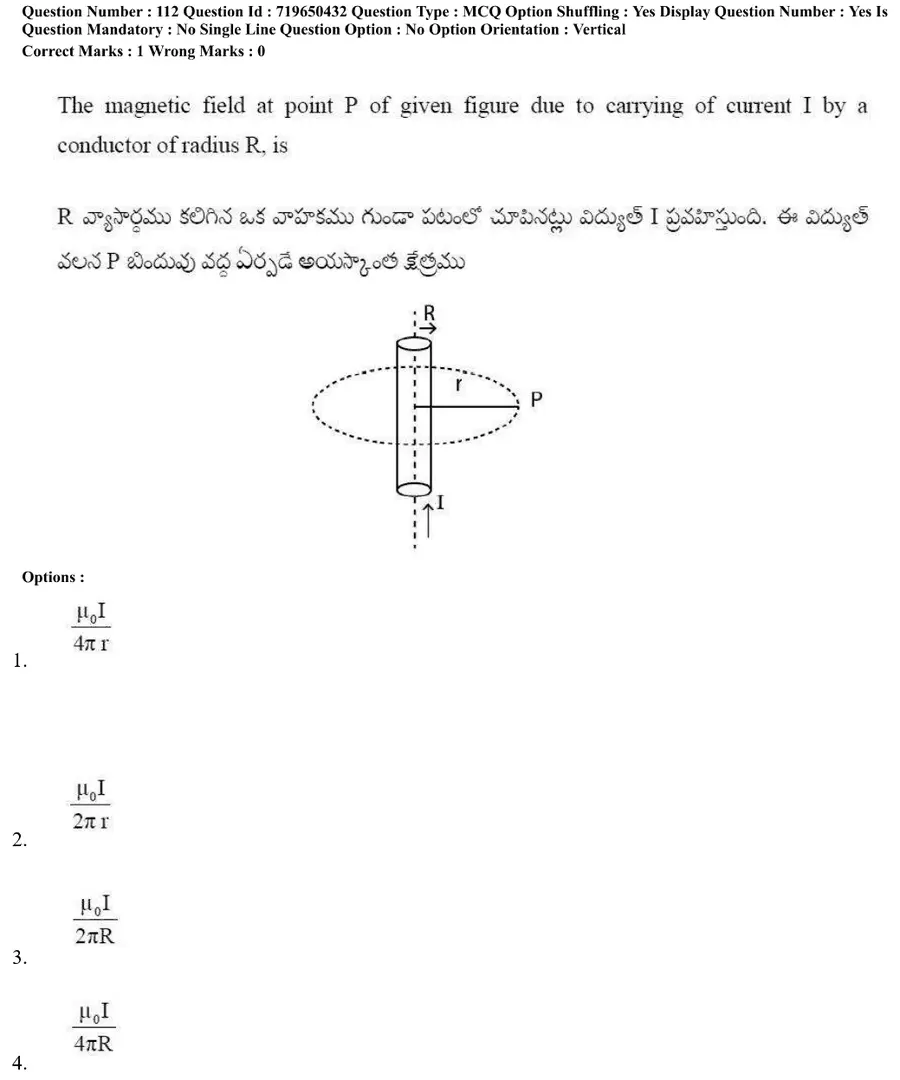 Question Number : 112 Question Id : 719650432 Question Type : MCQ Option Shuffling : Yes Display Question Number : Yes Is
Question Mandatory : No Single Line Question Option : No Option Orientation : Vertical
Correct Marks : 1 Wrong Marks : 0
The magnetic field at point P of given figure due to carrying of current I by a
conductor of radius R, is
R వ్యాసార్ధము కలిగిన ఒక వాహకము గుండా పటంలో చూపినట్లు విద్యుత్ I ప్రవహిస్తుంది. ఈ విద్యుత్
వలన P బిందువు వద్ద ఏర్పడే అయస్కాంత క్షేత్రము
R
r
P
I
Options :
1. μ₀I / 4π r
2. μ₀I / 2π r
3. μ₀I / 2πR
4. μ₀I / 4πR